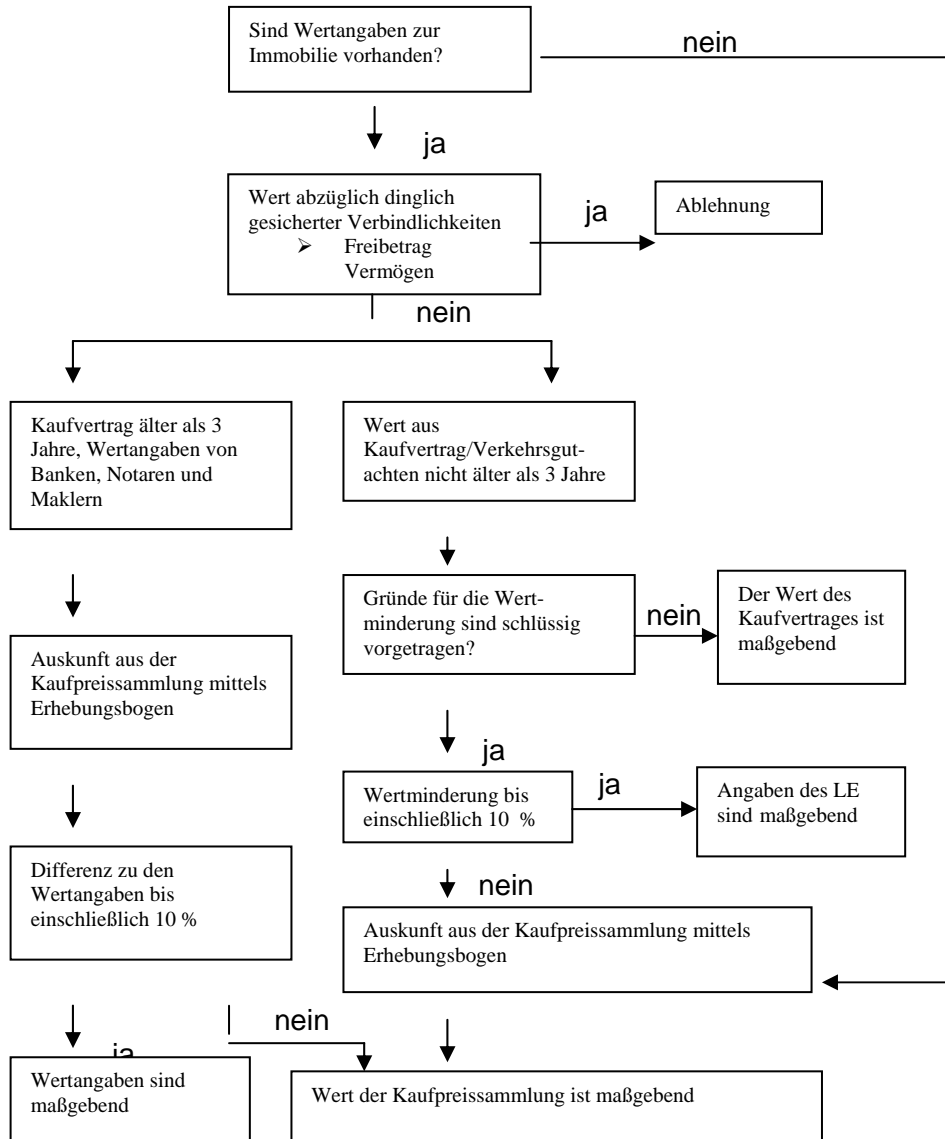 Sind Wertangaben zur
Immobilie vorhanden?
nein
ja
Wert abzüglich dinglich
gesicherter Verbindlichkeiten
➢ Freibetrag
Vermögen
ja
Ablehnung
nein
Kaufvertrag älter als 3
Jahre, Wertangaben von
Banken, Notaren und
Maklern
Wert aus
Kaufvertrag/Verkehrsgut-
achten nicht älter als 3 Jahre
Gründe für die Wert-
minderung sind schlüssig
vorgetragen?
nein
Der Wert des
Kaufvertrages ist
maßgebend
Auskunft aus der
Kaufpreissammlung mittels
Erhebungsbogen
ja
Wertminderung bis
einschließlich 10 %
ja
Angaben des LE
sind maßgebend
Differenz zu den
Wertangaben bis
einschließlich 10 %
nein
Auskunft aus der Kaufpreissammlung mittels
Erhebungsbogen
nein
ja
Wertangaben sind
maßgebend
Wert der Kaufpreissammlung ist maßgebend